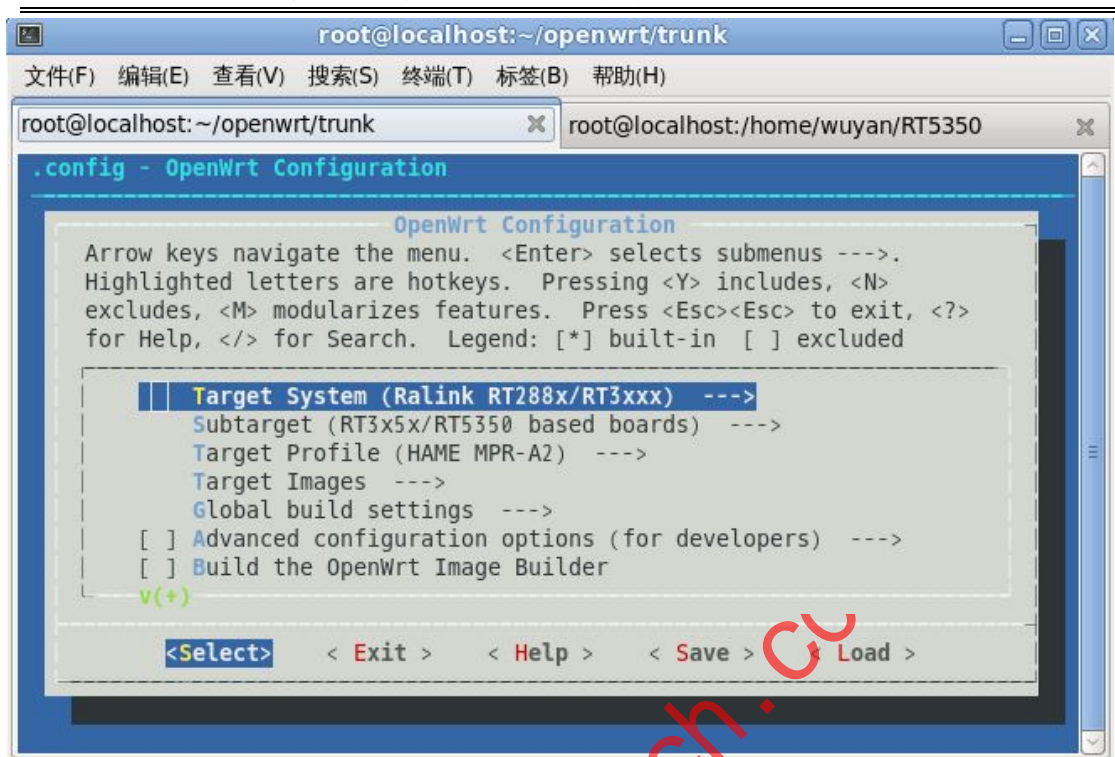 root@localhost:~/openwrt/trunk
文件(F) 编辑(E) 查看(V) 搜索(S) 终端(T) 标签(B) 帮助(H)
root@localhost:~/openwrt/trunk root@localhost:/home/wuyan/RT5350
.config - OpenWrt Configuration
OpenWrt Configuration
Arrow keys navigate the menu. <Enter> selects submenus --->.
Highlighted letters are hotkeys. Pressing <Y> includes, <N>
excludes, <M> modularizes features. Press <Esc><Esc> to exit, <?>
for Help, </> for Search. Legend: [*] built-in [ ] excluded
Target System (Ralink RT288x/RT3xxx) --->
Subtarget (RT3x5x/RT5350 based boards) --->
Target Profile (HAME MPR-A2) --->
Target Images --->
Global build settings --->
[ ] Advanced configuration options (for developers) --->
[ ] Build the OpenWrt Image Builder
v(+)
<Select> < Exit > < Help > < Save > < Load >